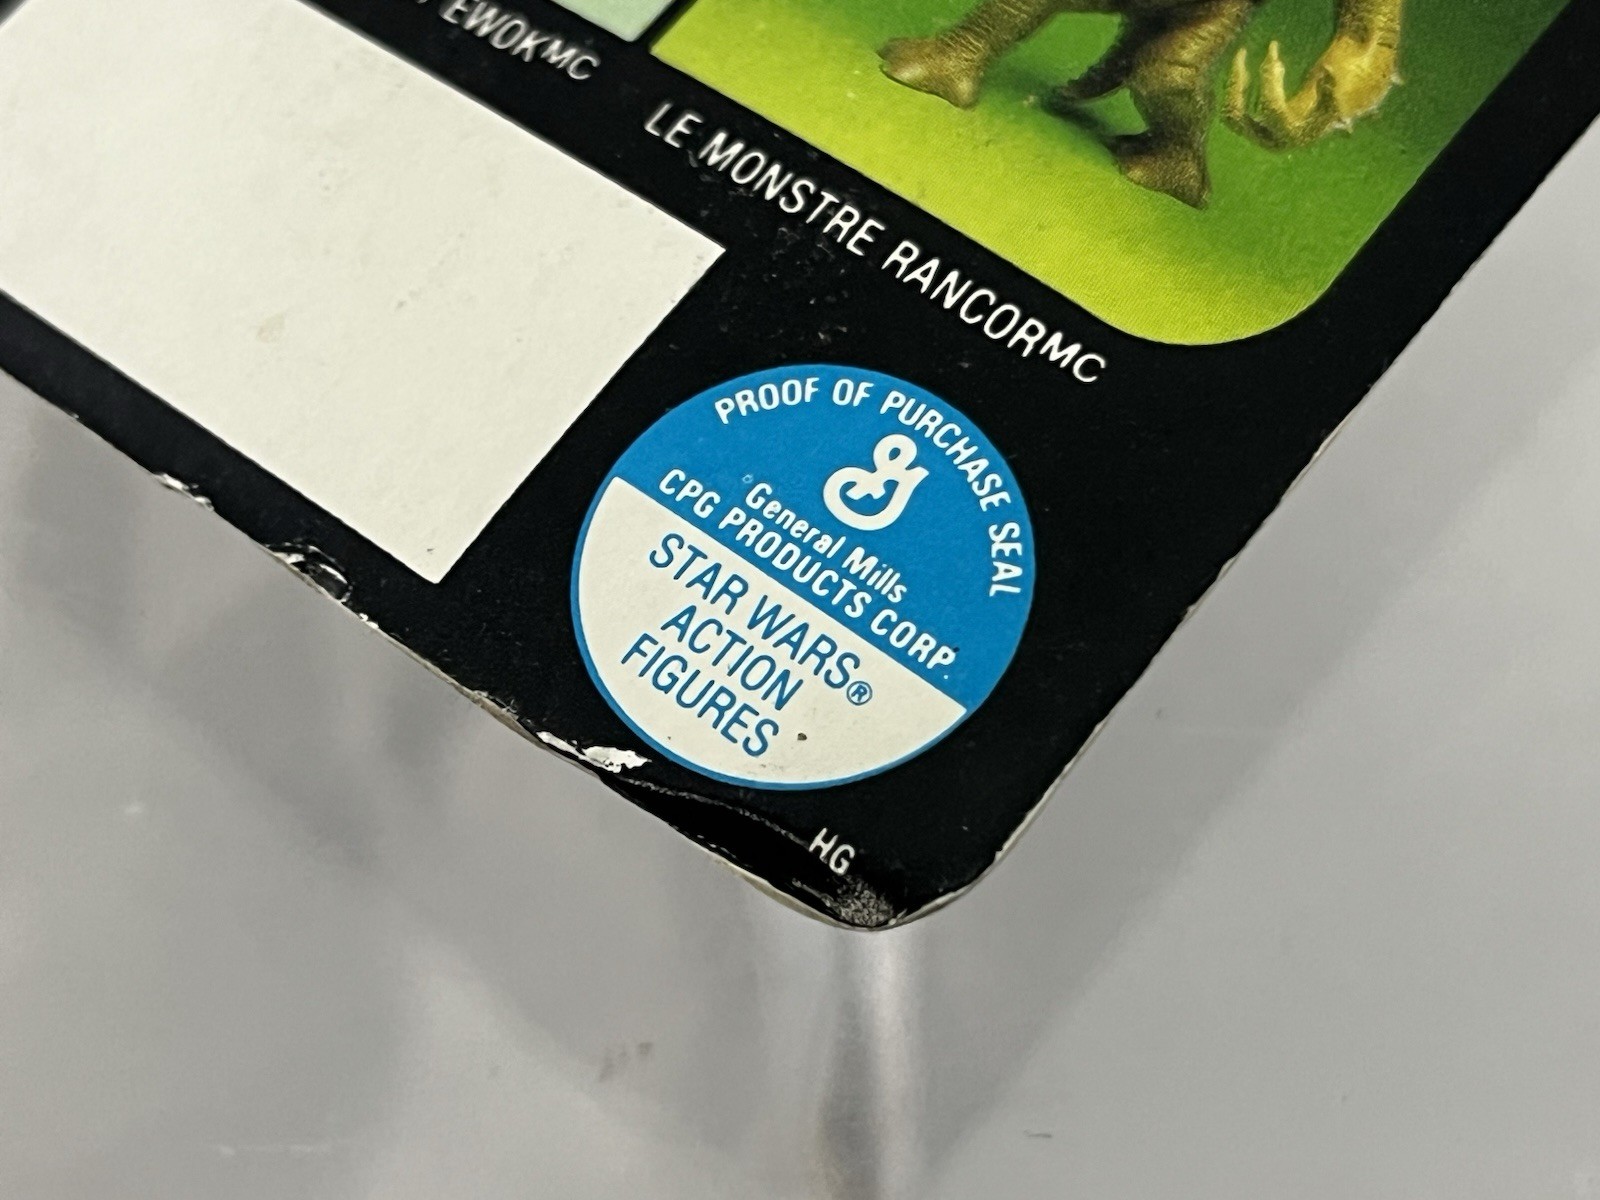 EWOKMC
LE MONSTRE RANCORMC
PROOF OF PURCHASE SEAL
G
General Mills
CPG PRODUCTS CORP.
STAR WARS®
ACTION
FIGURES
HG